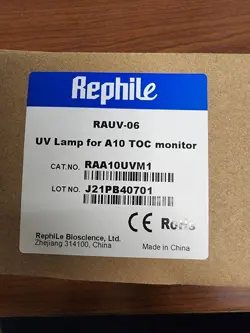 Rephile
RAUV-06
UV Lamp for A10 TOC monitor
CAT.NO. RAA10UVM1
LOT NO. J21PB40701
CE RoHS
RephiLe Bioscience, Ltd.
Zhejiang 314100, China
Made in China